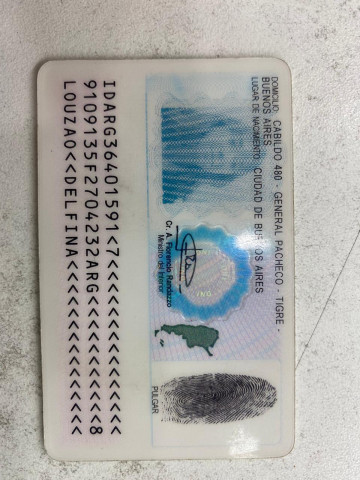 DOMICILIO: CABILDO 480 - GENERAL PACHECO - TIGRE -
BUENOS AIRES
LUGAR DE NACIMIENTO: CIUDAD DE BUENOS AIRES
Cr. A. Florencio Randazzo
Ministro del Interior
PULGAR
IDARG36401591<7<<<<<<<<<<<<<<<
9109135F2704232ARG<<<<<<<<<<<8
LOUZAO<<DELFINA<<<<<<<<<<<<<<<